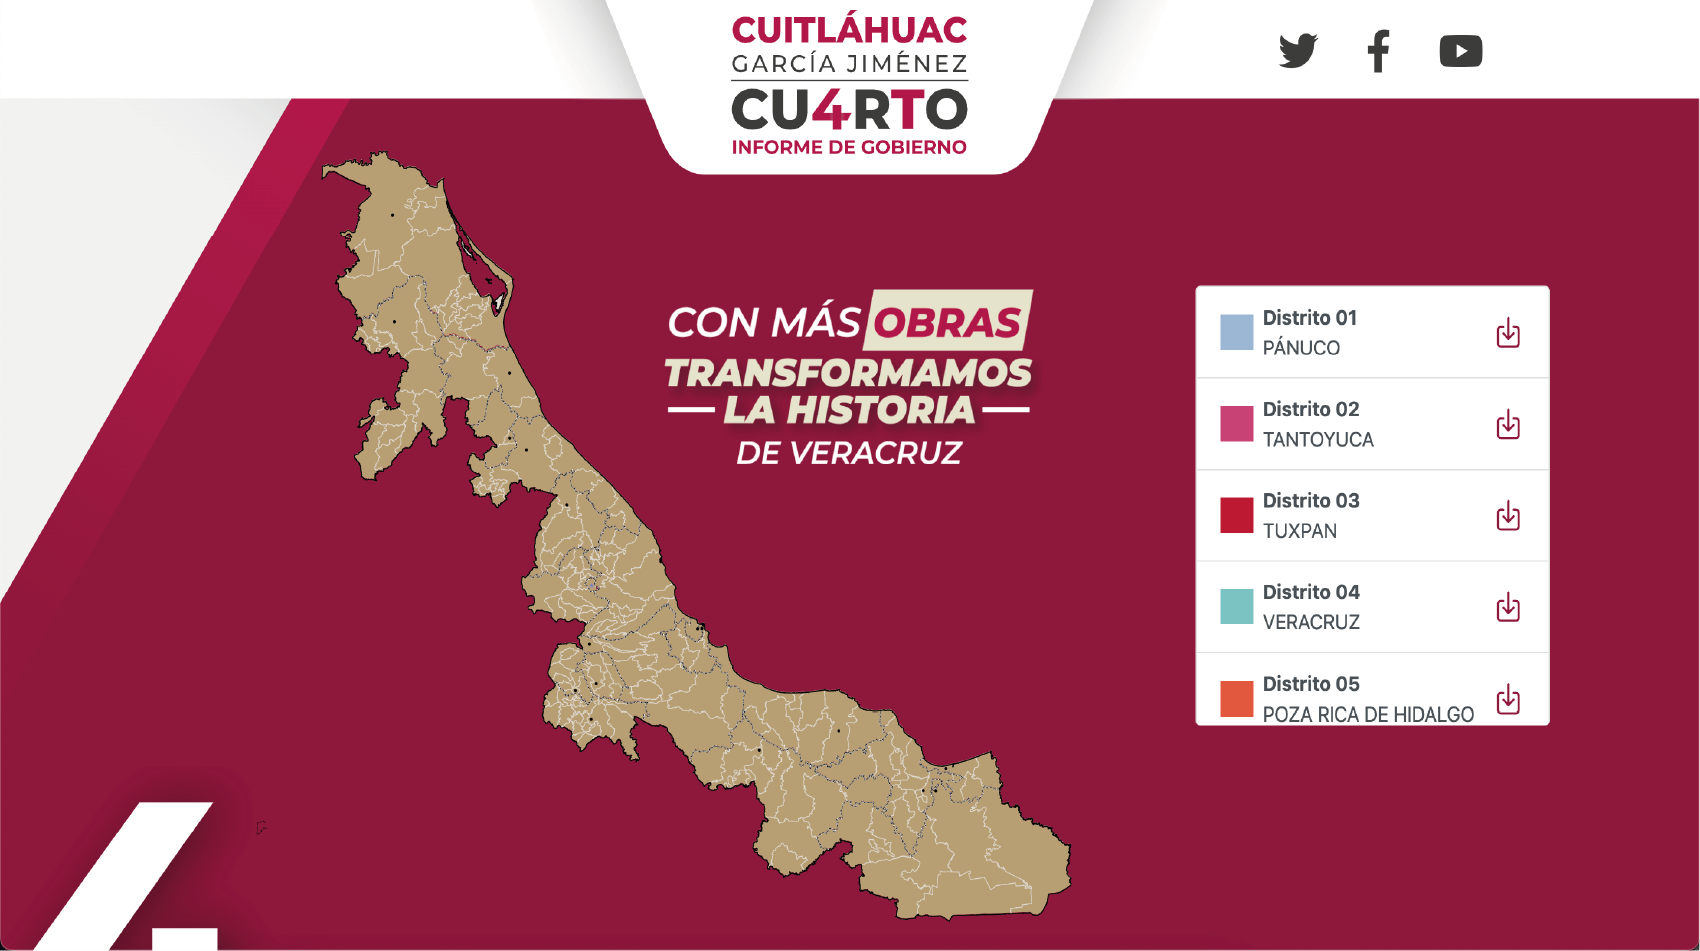 CUITLÁHUAC
GARCÍA JIMÉNEZ
CU4RTO
INFORME DE GOBIERNO
CON MÁS OBRAS
TRANSFORMAMOS
LA HISTORIA
DE VERACRUZ
Distrito 01
PÁNUCO
Distrito 02
TANTOYUCA
Distrito 03
TUXPAN
Distrito 04
VERACRUZ
Distrito 05
POZA RICA DE HIDALGO
4